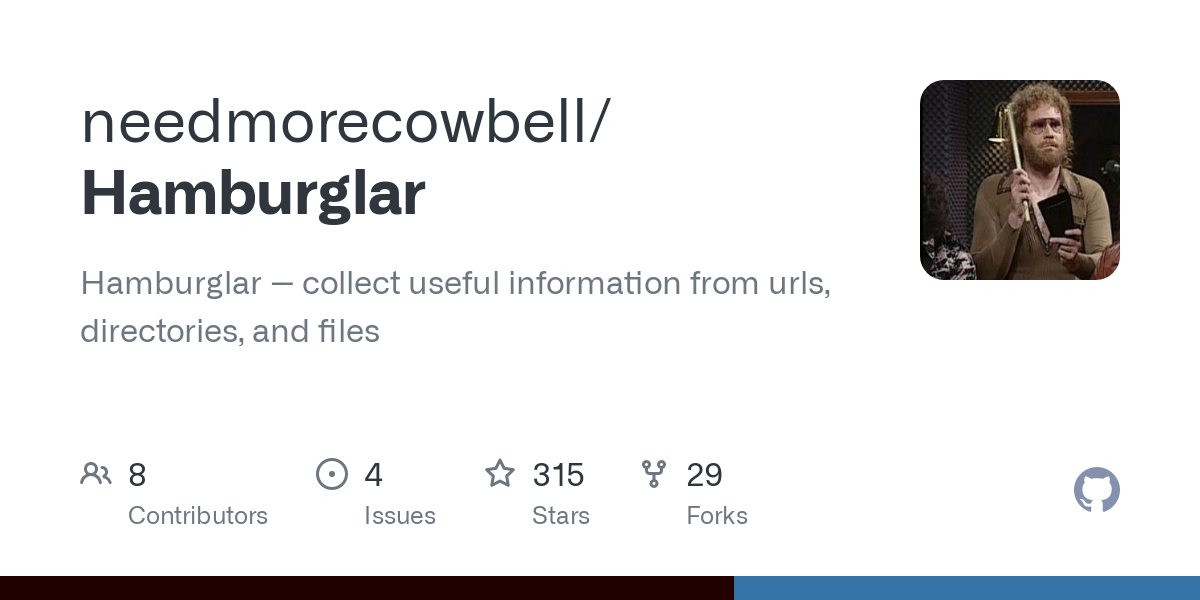 needmorecowbell/
Hamburglar
Hamburglar — collect useful information from urls,
directories, and files
8
Contributors
4
Issues
315
Stars
29
Forks